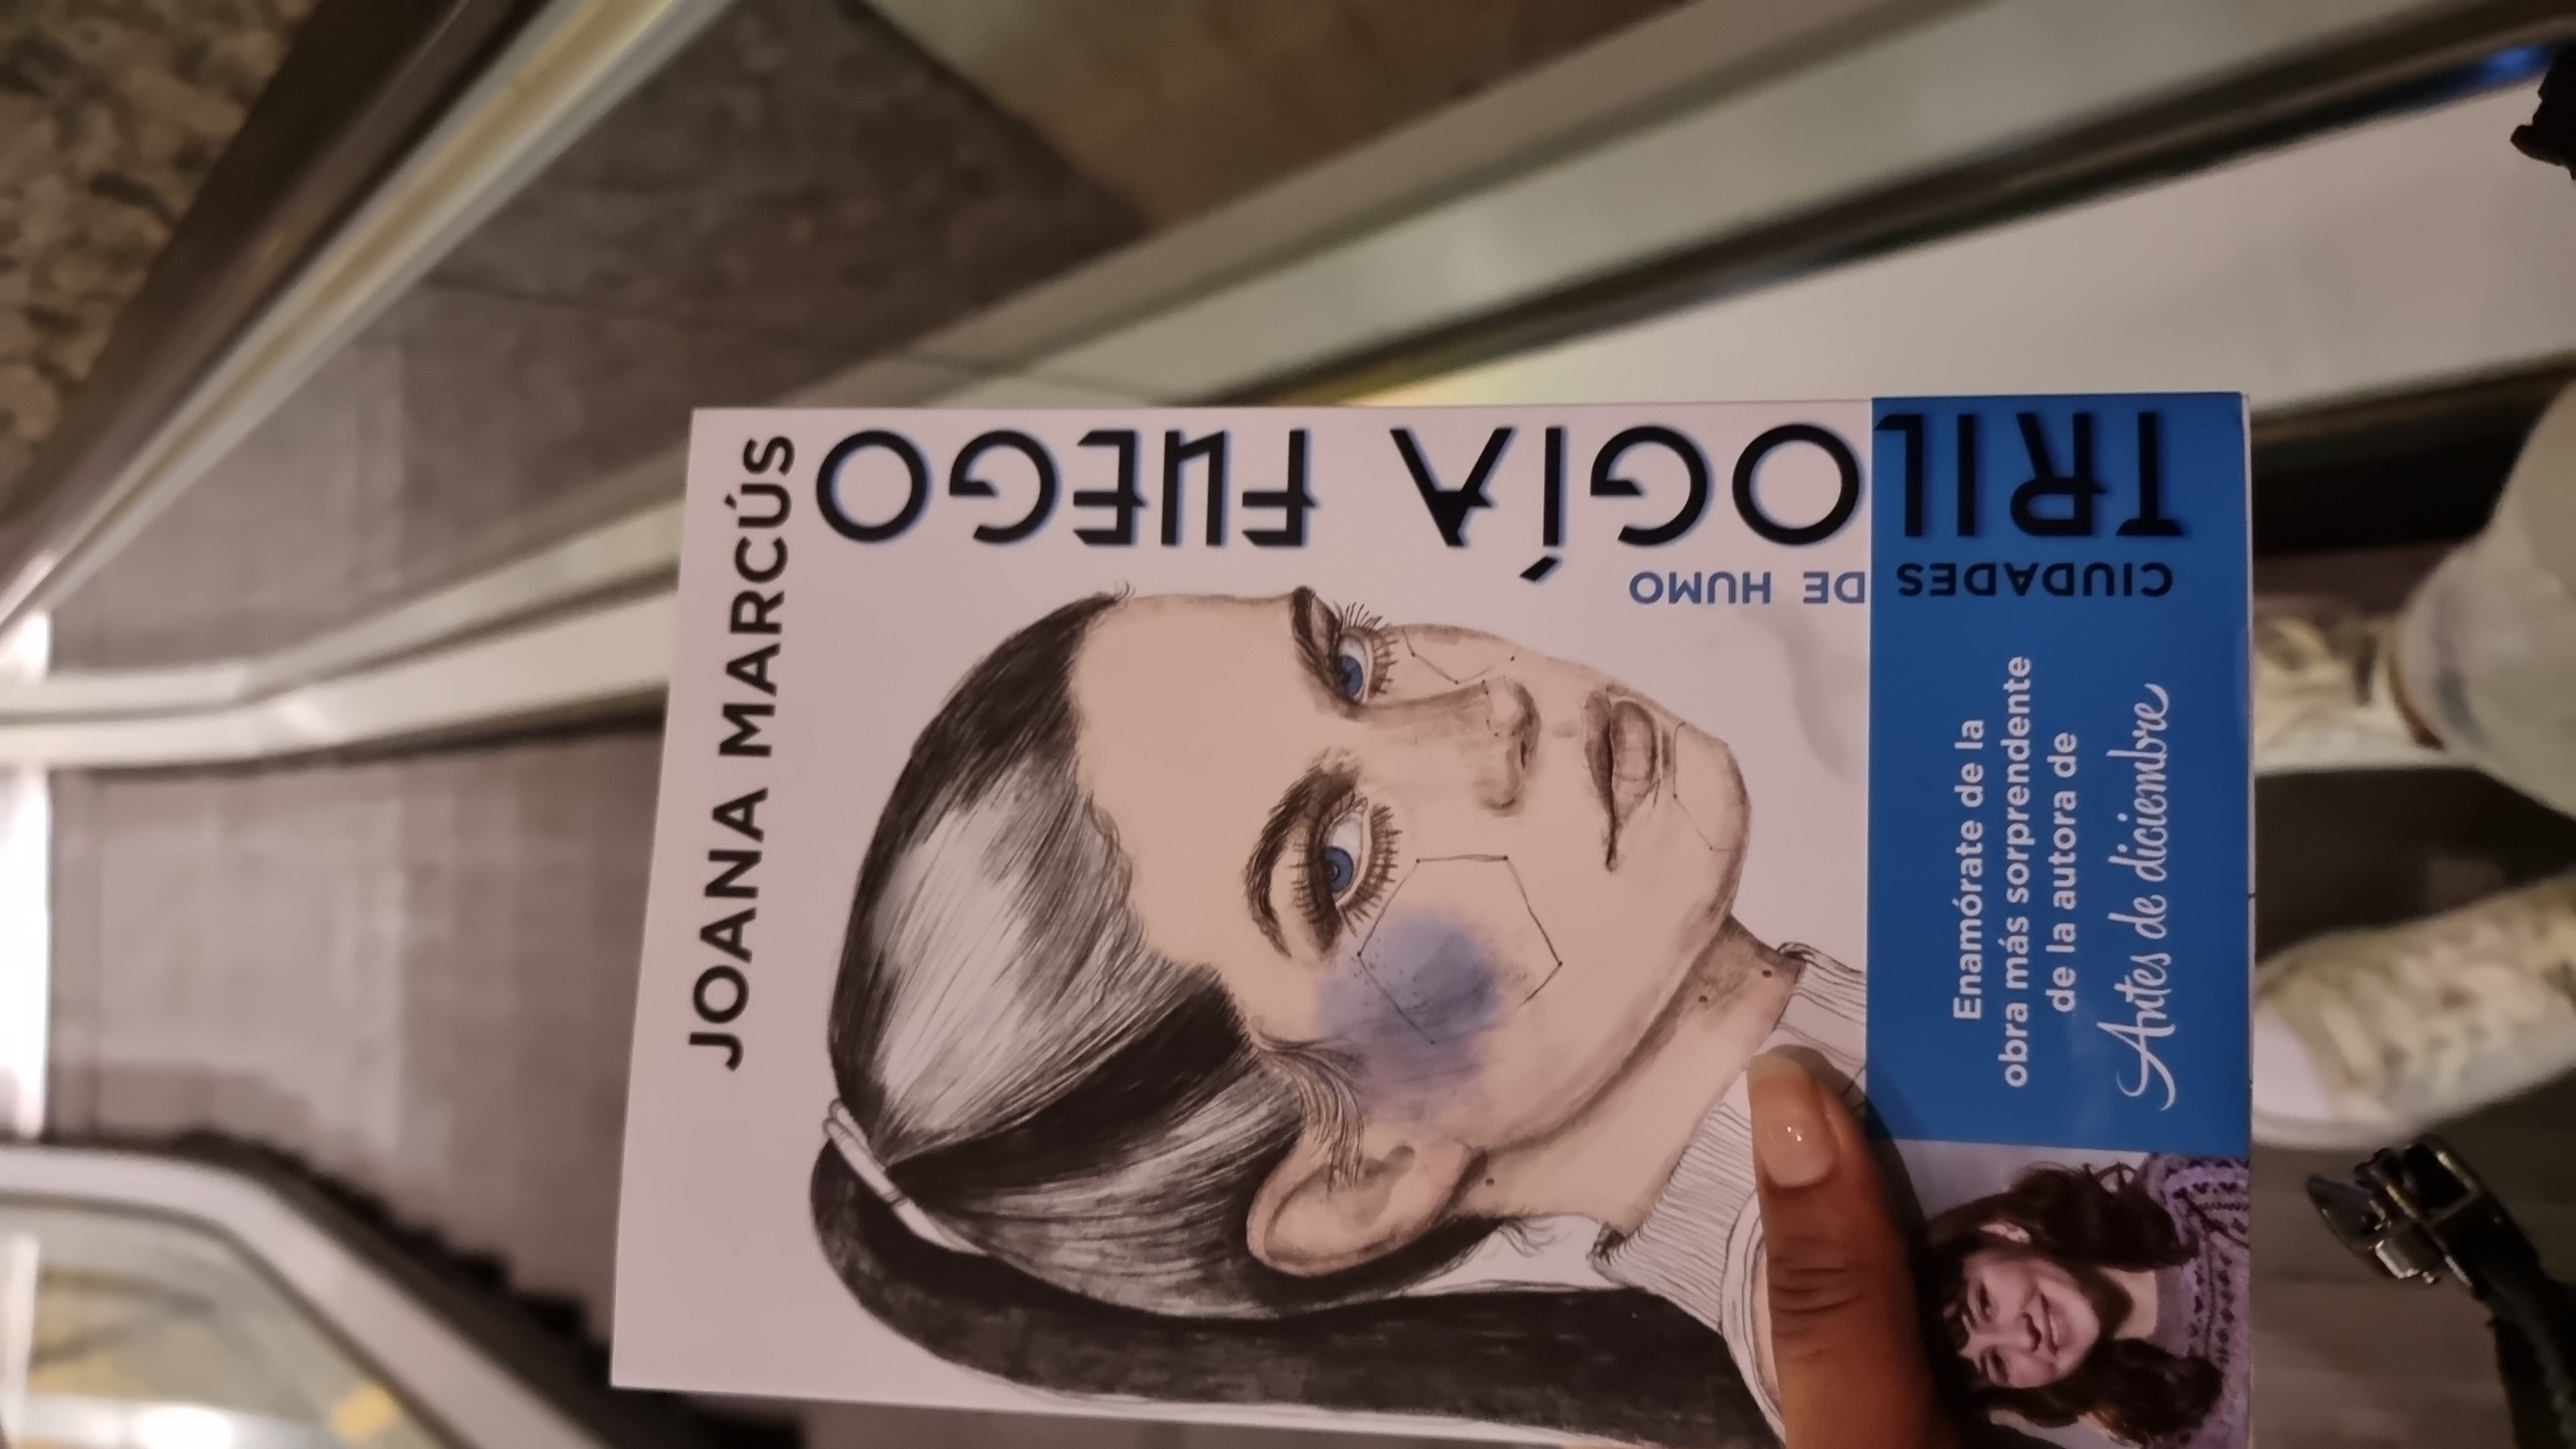 JOANA MARCÚS
TRILOGÍA FUEGO
CIUDADES DE HUMO
Enamórate de la
obra más sorprendente
de la autora de
Antes de diciembre